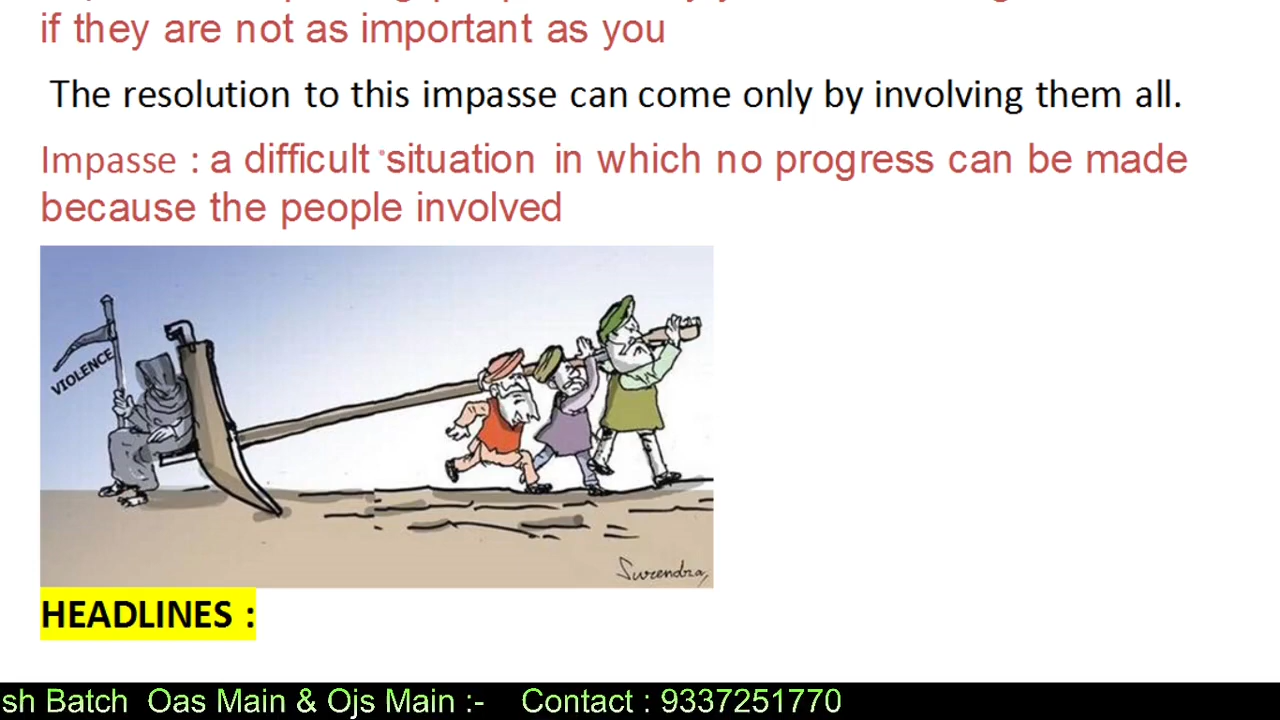 if they are not as important as you
The resolution to this impasse can come only by involving them all.
Impasse : a difficult situation in which no progress can be made
because the people involved
VIOLENCE
Surendra
HEADLINES :
sh Batch Oas Main & Ojs Main :- Contact : 9337251770